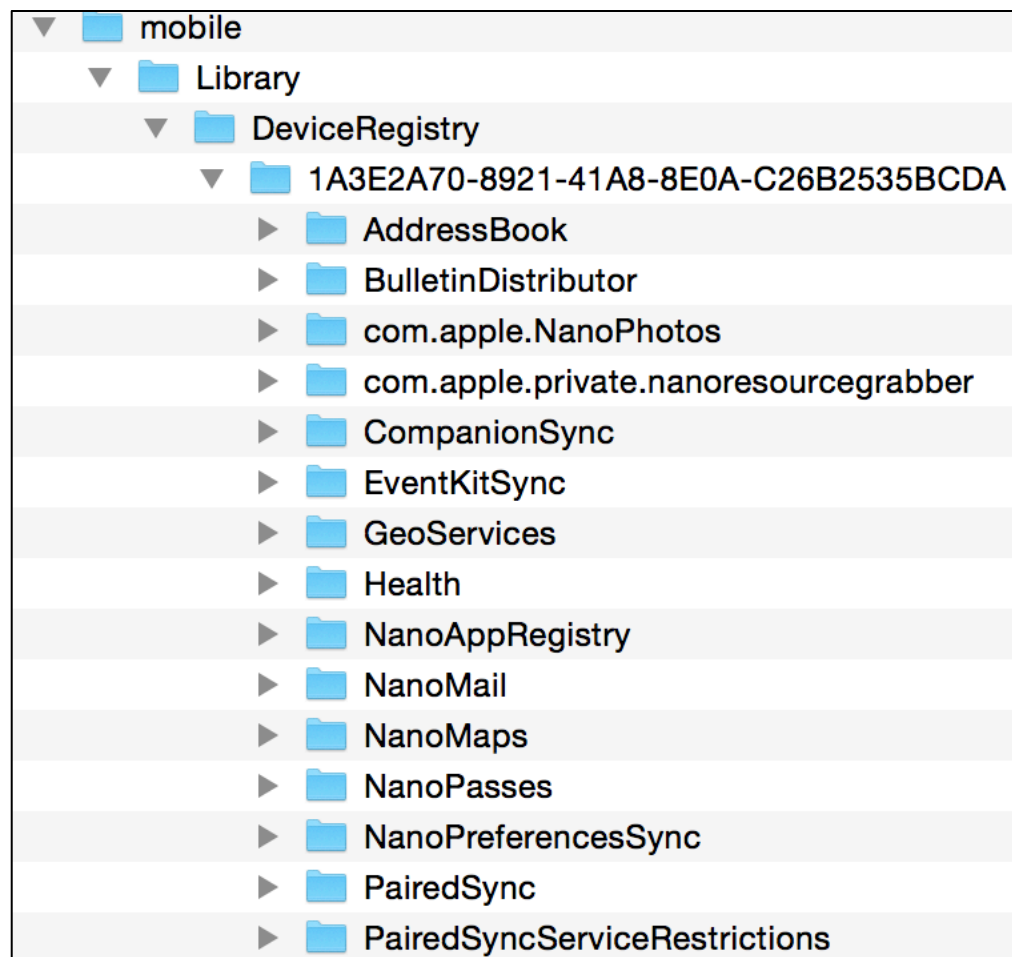 mobile
Library
DeviceRegistry
1A3E2A70-8921-41A8-8E0A-C26B2535BCDA
AddressBook
BulletinDistributor
com.apple.NanoPhotos
com.apple.private.nanoresourcegrabber
CompanionSync
EventKitSync
GeoServices
Health
NanoAppRegistry
NanoMail
NanoMaps
NanoPasses
NanoPreferencesSync
PairedSync
PairedSyncServiceRestrictions